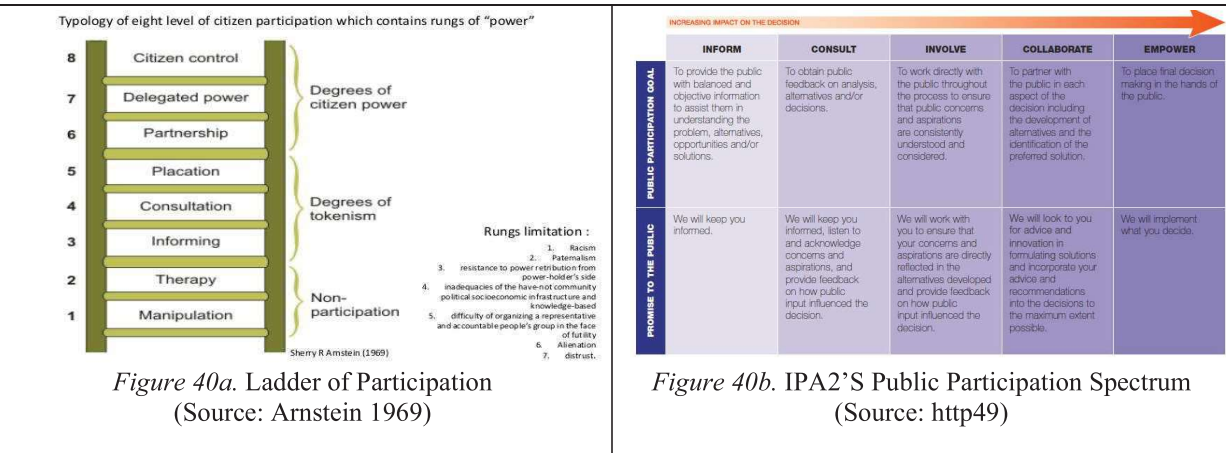 Typology of eight level of citizen participation which contains rungs of “power”
8 Citizen control
7 Delegated power
6 Partnership
5 Placation
4 Consultation
3 Informing
2 Therapy
1 Manipulation
Degrees of
citizen power
Degrees of
tokenism
Non-
participation
Rungs limitation :
1. Racism
2. Paternalism
3. resistance to power retribution from
power-holder's side
4. inadequacies of the have-not community
political socioeconomic infrastructure and
knowledge-based
5. difficulty of organizing a representative
and accountable people's group in the face
of futility
6. Alienation
7. distrust.
Sherry R Arnstein (1969)
Figure 40a. Ladder of Participation
(Source: Arnstein 1969)
INCREASING IMPACT ON THE DECISION
INFORM
CONSULT
INVOLVE
COLLABORATE
EMPOWER
PUBLIC PARTICIPATION GOAL
To provide the public
with balanced and
objective information
to assist them in
understanding the
problem, alternatives,
opportunities and/or
solutions.
To obtain public
feedback on analysis,
alternatives and/or
decisions.
To work directly with
the public throughout
the process to ensure
that public concerns
and aspirations
are consistently
understood and
considered.
To partner with
the public in each
aspect of the
decision including
the development of
alternatives and the
identification of the
preferred solution.
To place final decision
making in the hands of
the public.
PROMISE TO THE PUBLIC
We will keep you
informed.
We will keep you
informed, listen to
and acknowledge
concerns and
aspirations, and
provide feedback
on how public
input influenced the
decision.
We will work with
you to ensure that
your concerns and
aspirations are directly
reflected in the
alternatives developed
and provide feedback
on how public
input influenced the
decision.
We will look to you
for advice and
innovation in
formulating solutions
and incorporate your
advice and
recommendations
into the decisions to
the maximum extent
possible.
We will implement
what you decide.
Figure 40b. IPA2'S Public Participation Spectrum
(Source: http49)